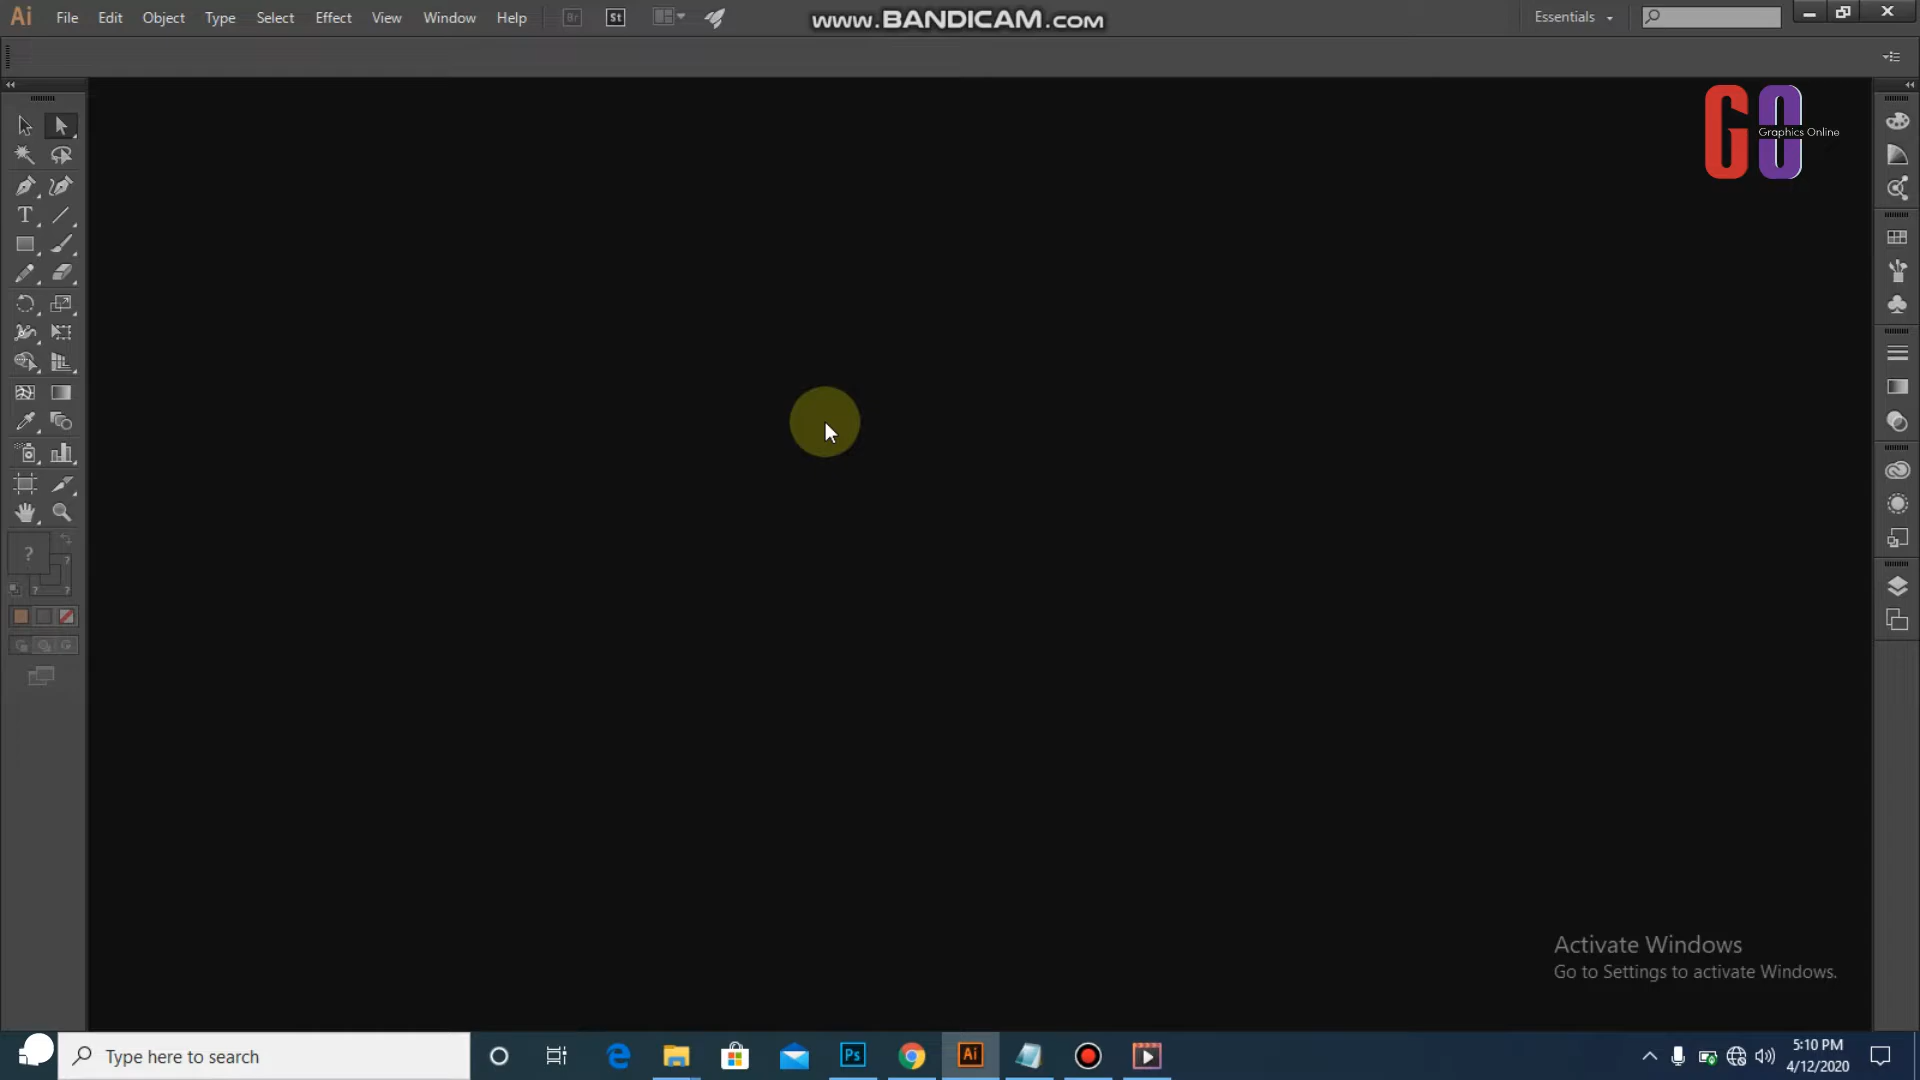 Ai File Edit Object Type Select Effect View Window Help Br St www.BANDICAM.com Essentials
GO
Graphics Online
T
?
?
? ?
Activate Windows
Go to Settings to activate Windows.
Type here to search Ps Ai 5:10 PM
4/12/2020